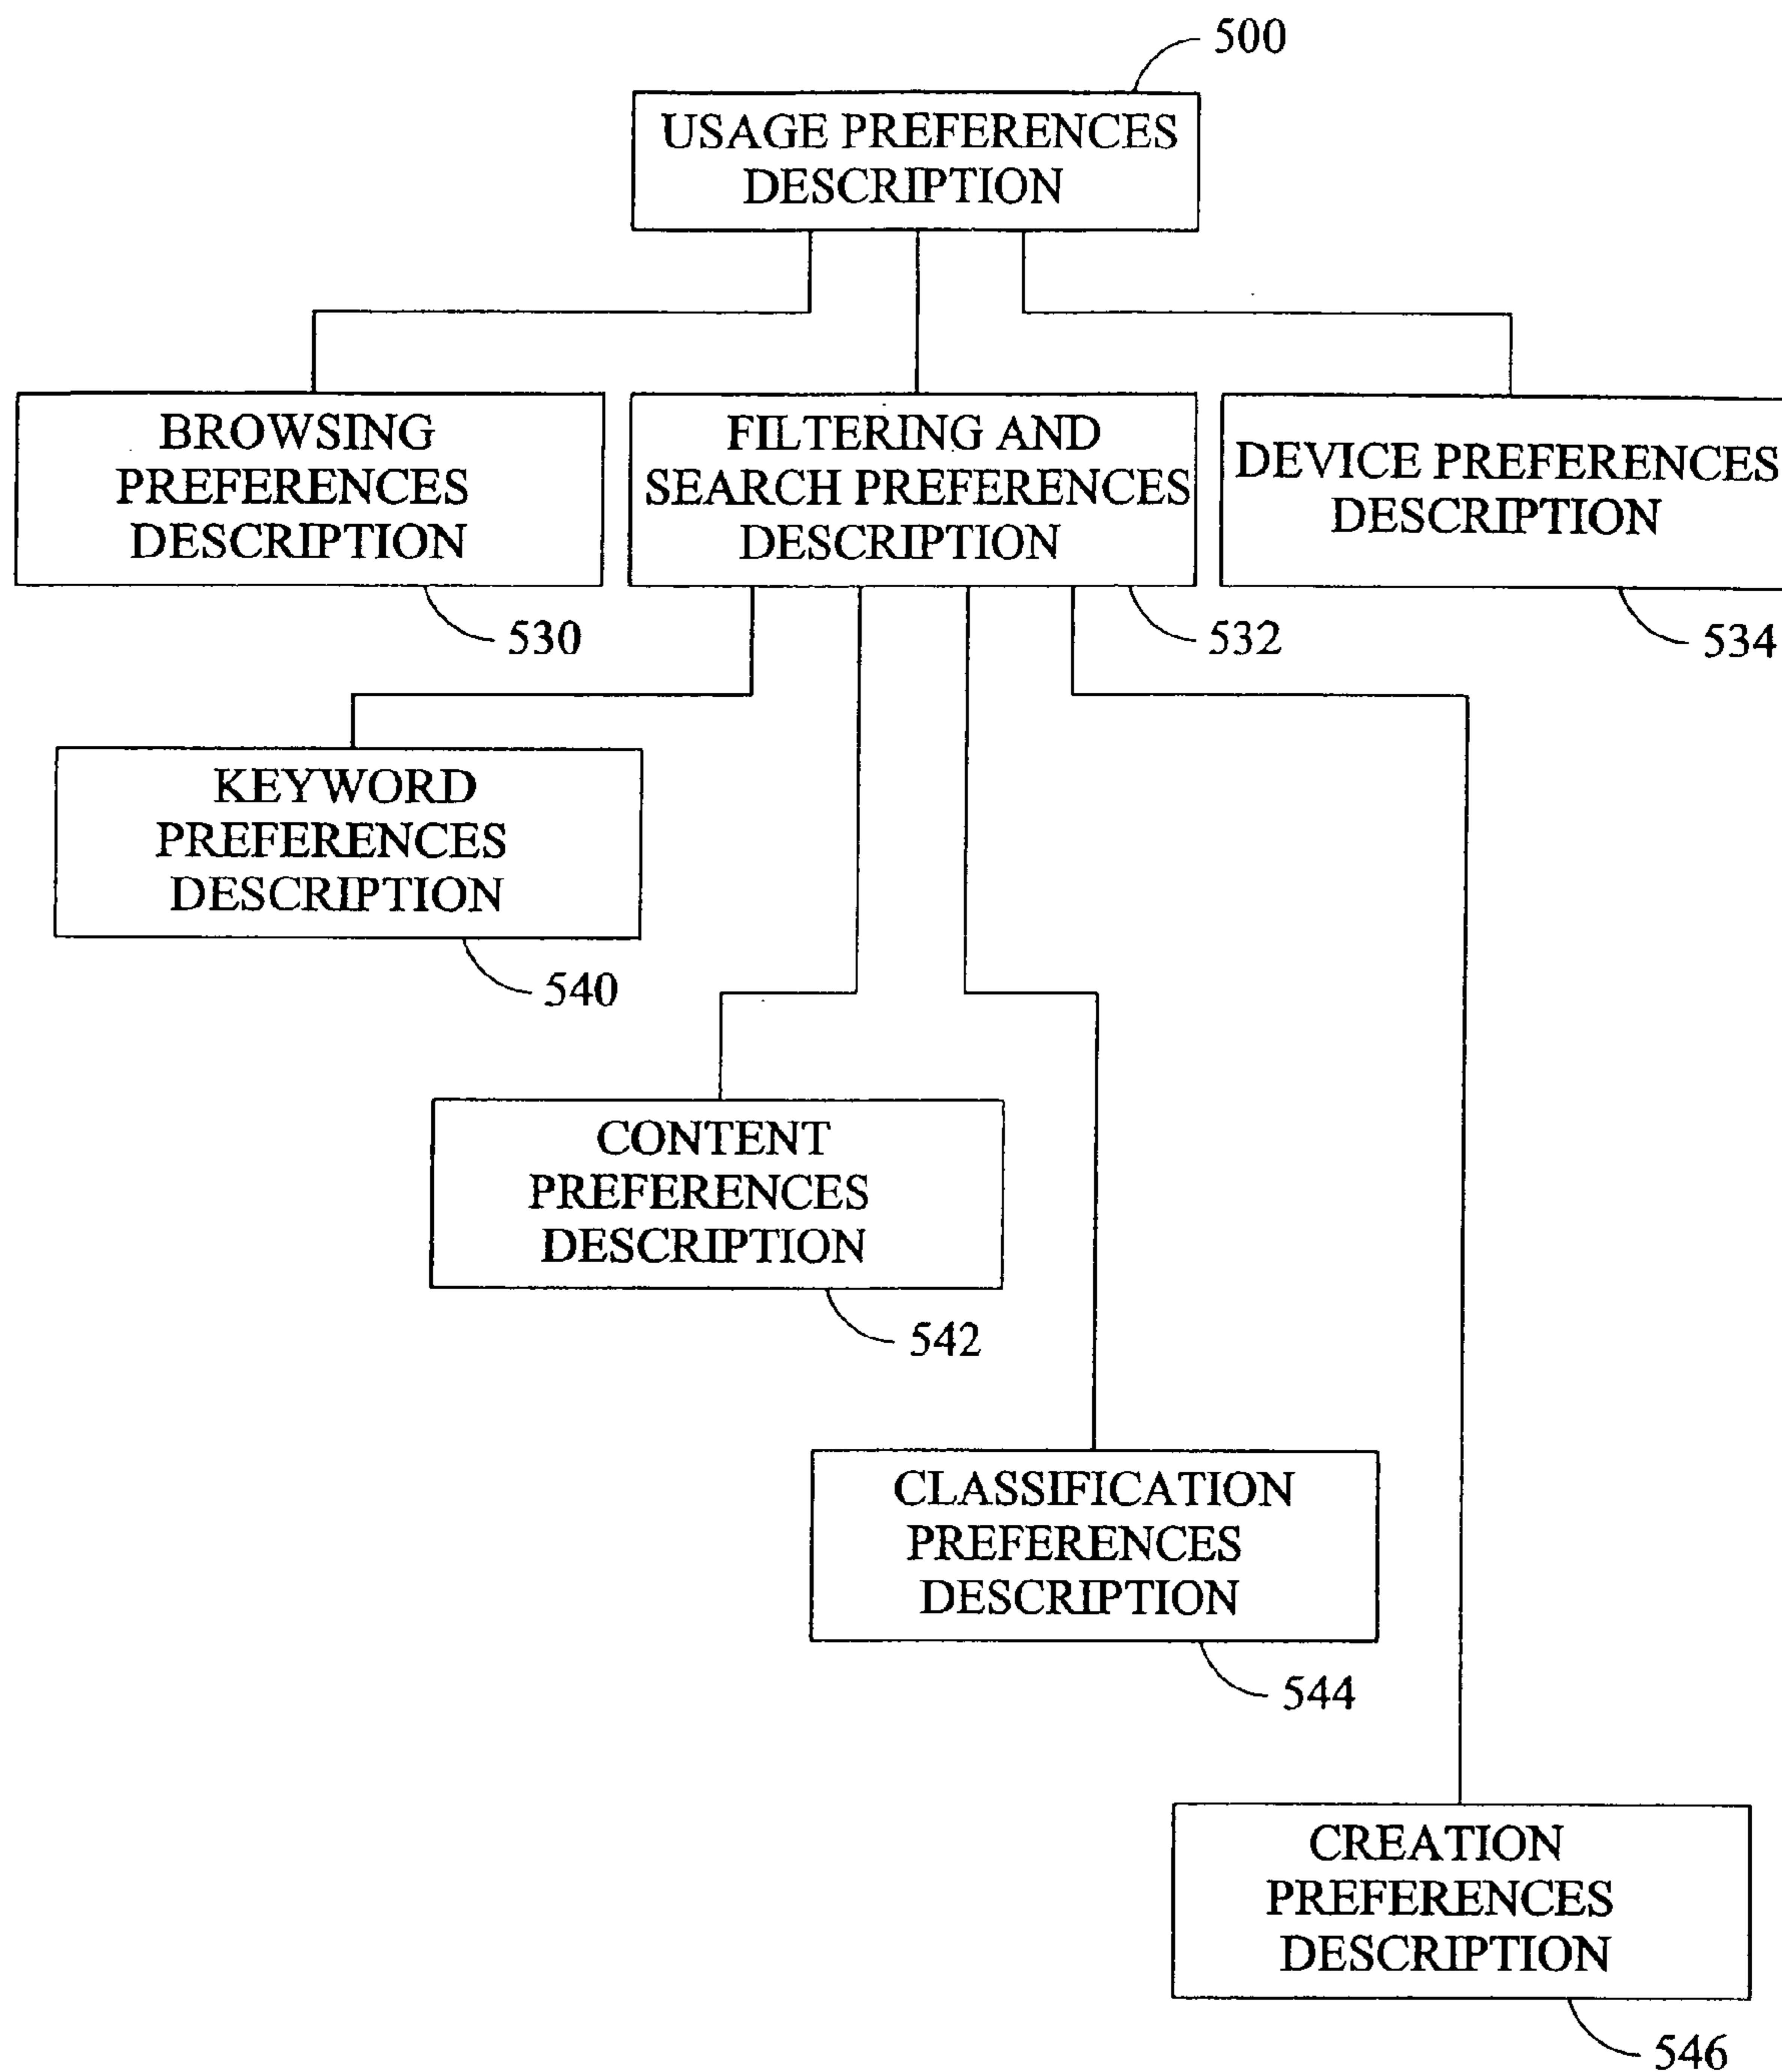 500
USAGE PREFERENCES
DESCRIPTION
BROWSING
PREFERENCES
DESCRIPTION
530
FILTERING AND
SEARCH PREFERENCES
DESCRIPTION
532
DEVICE PREFERENCES
DESCRIPTION
534
KEYWORD
PREFERENCES
DESCRIPTION
540
CONTENT
PREFERENCES
DESCRIPTION
542
CLASSIFICATION
PREFERENCES
DESCRIPTION
544
CREATION
PREFERENCES
DESCRIPTION
546